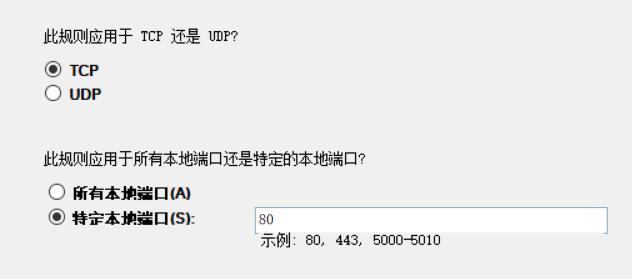 此规则应用于 TCP 还是 UDP?
TCP
UDP
此规则应用于所有本地端口还是特定的本地端口?
所有本地端口(A)
特定本地端口(S): 80
示例: 80, 443, 5000-5010